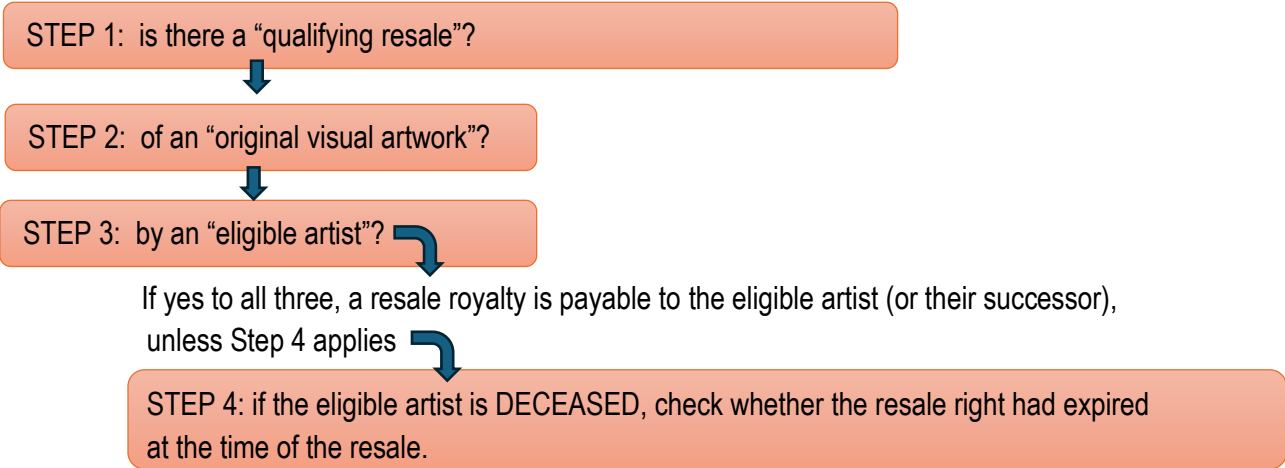 STEP 1:  is there a “qualifying resale”?
STEP 2:  of an “original visual artwork”?
STEP 3:  by an “eligible artist”?
If yes to all three, a resale royalty is payable to the eligible artist (or their successor),
unless Step 4 applies
STEP 4: if the eligible artist is DECEASED, check whether the resale right had expired
at the time of the resale.